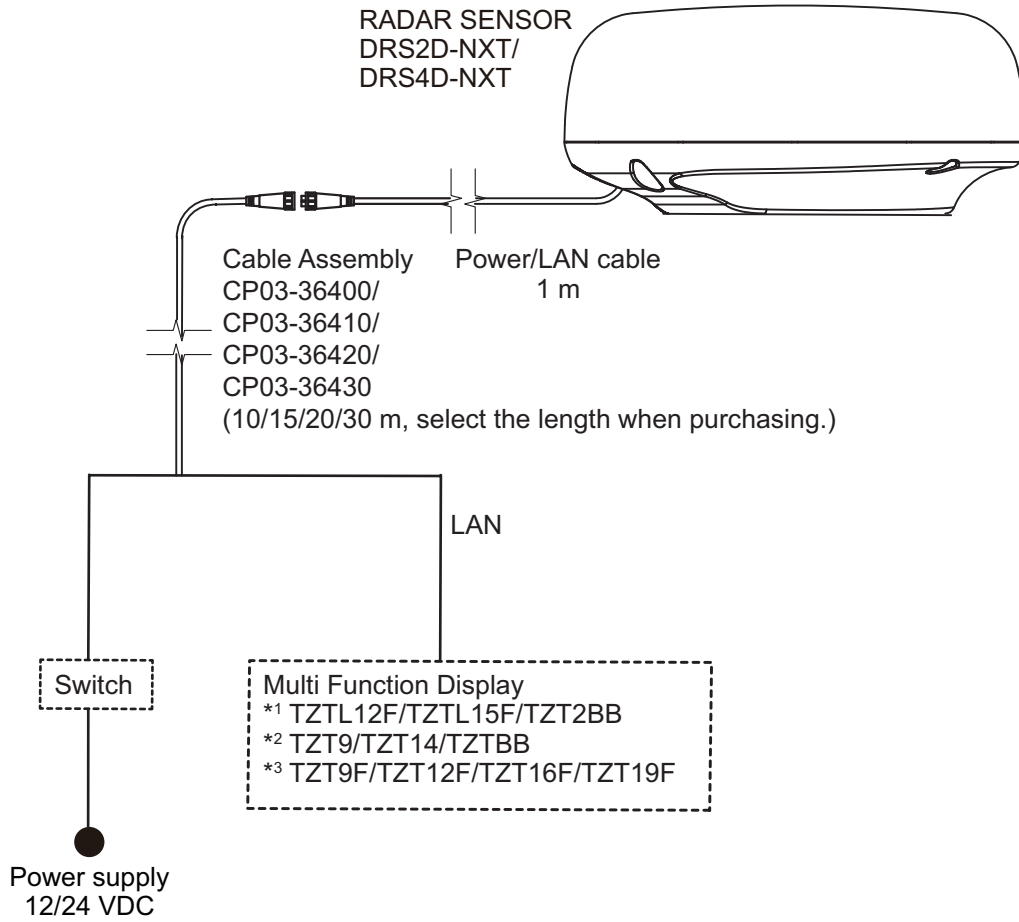 RADAR SENSOR
DRS2D-NXT/
DRS4D-NXT
Cable Assembly
CP03-36400/
CP03-36410/
CP03-36420/
CP03-36430
(10/15/20/30 m, select the length when purchasing.)
Power/LAN cable
1 m
LAN
Switch
Multi Function Display
*1 TZTL12F/TZTL15F/TZT2BB
*2 TZT9/TZT14/TZTBB
*3 TZT9F/TZT12F/TZT16F/TZT19F
Power supply
12/24 VDC